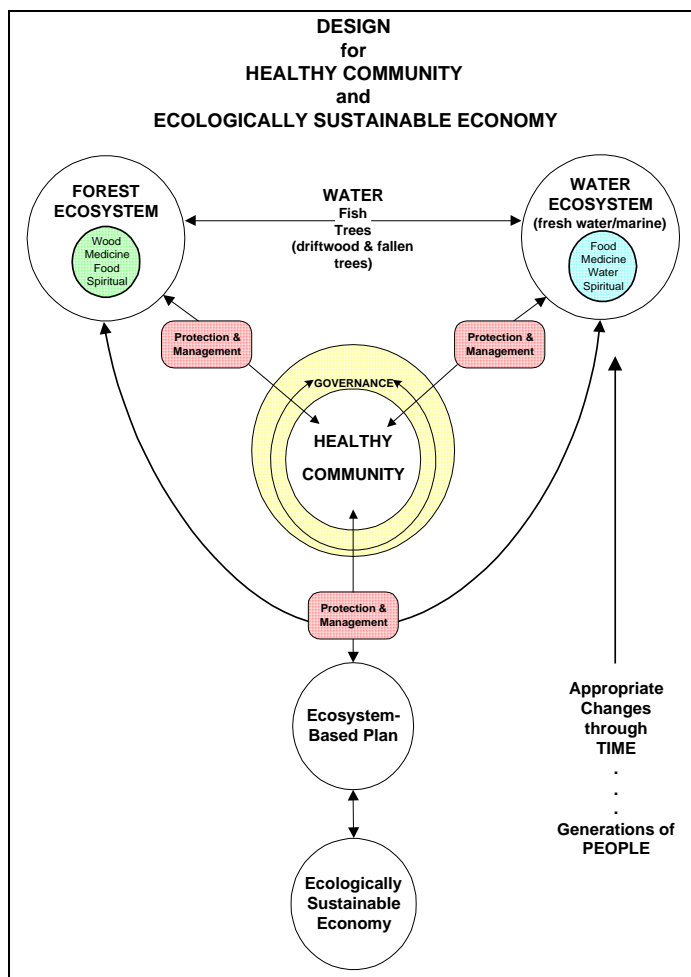 DESIGN
for
HEALTHY COMMUNITY
and
ECOLOGICALLY SUSTAINABLE ECONOMY
FOREST
ECOSYSTEM
Wood
Medicine
Food
Spiritual
WATER
Fish
Trees
(driftwood & fallen
trees)
WATER
ECOSYSTEM
(fresh water/marine)
Food
Medicine
Water
Spiritual
Protection &
Management
Protection &
Management
GOVERNANCE
HEALTHY
COMMUNITY
Protection &
Management
Ecosystem-
Based Plan
Ecologically
Sustainable
Economy
Appropriate
Changes
through
TIME
.
.
.
Generations of
PEOPLE